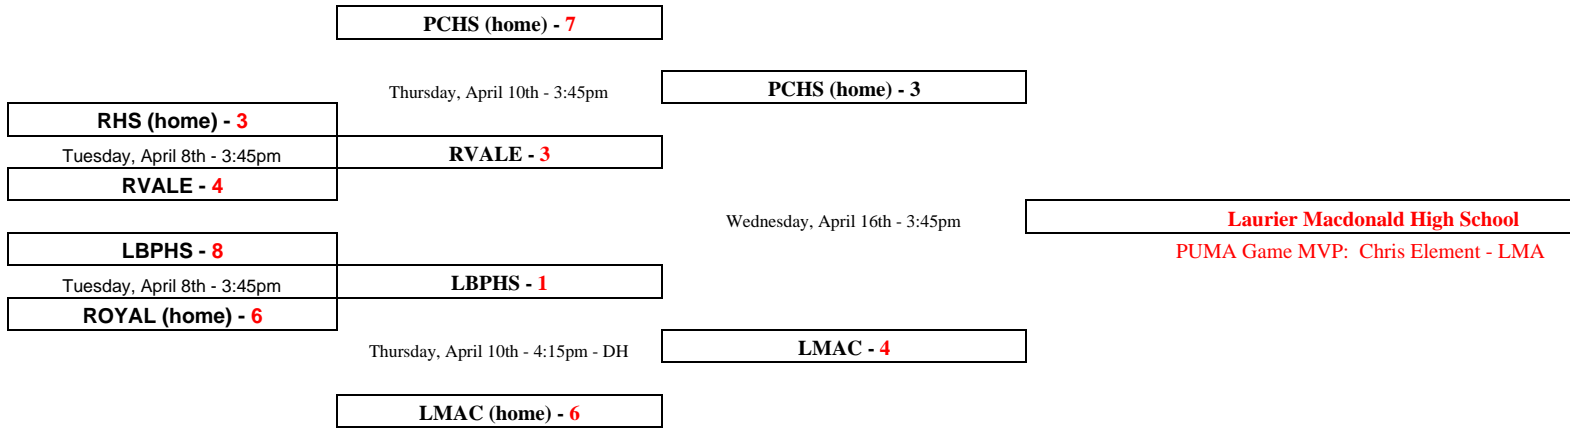 PCHS (home) - 7
Thursday, April 10th - 3:45pm
PCHS (home) - 3
RHS (home) - 3
Tuesday, April 8th - 3:45pm
RVALE - 3
RVALE - 4
Wednesday, April 16th - 3:45pm
Laurier Macdonald High School
LBPHS - 8
PUMA Game MVP: Chris Element - LMA
Tuesday, April 8th - 3:45pm
LBPHS - 1
ROYAL (home) - 6
Thursday, April 10th - 4:15pm - DH
LMAC - 4
LMAC (home) - 6